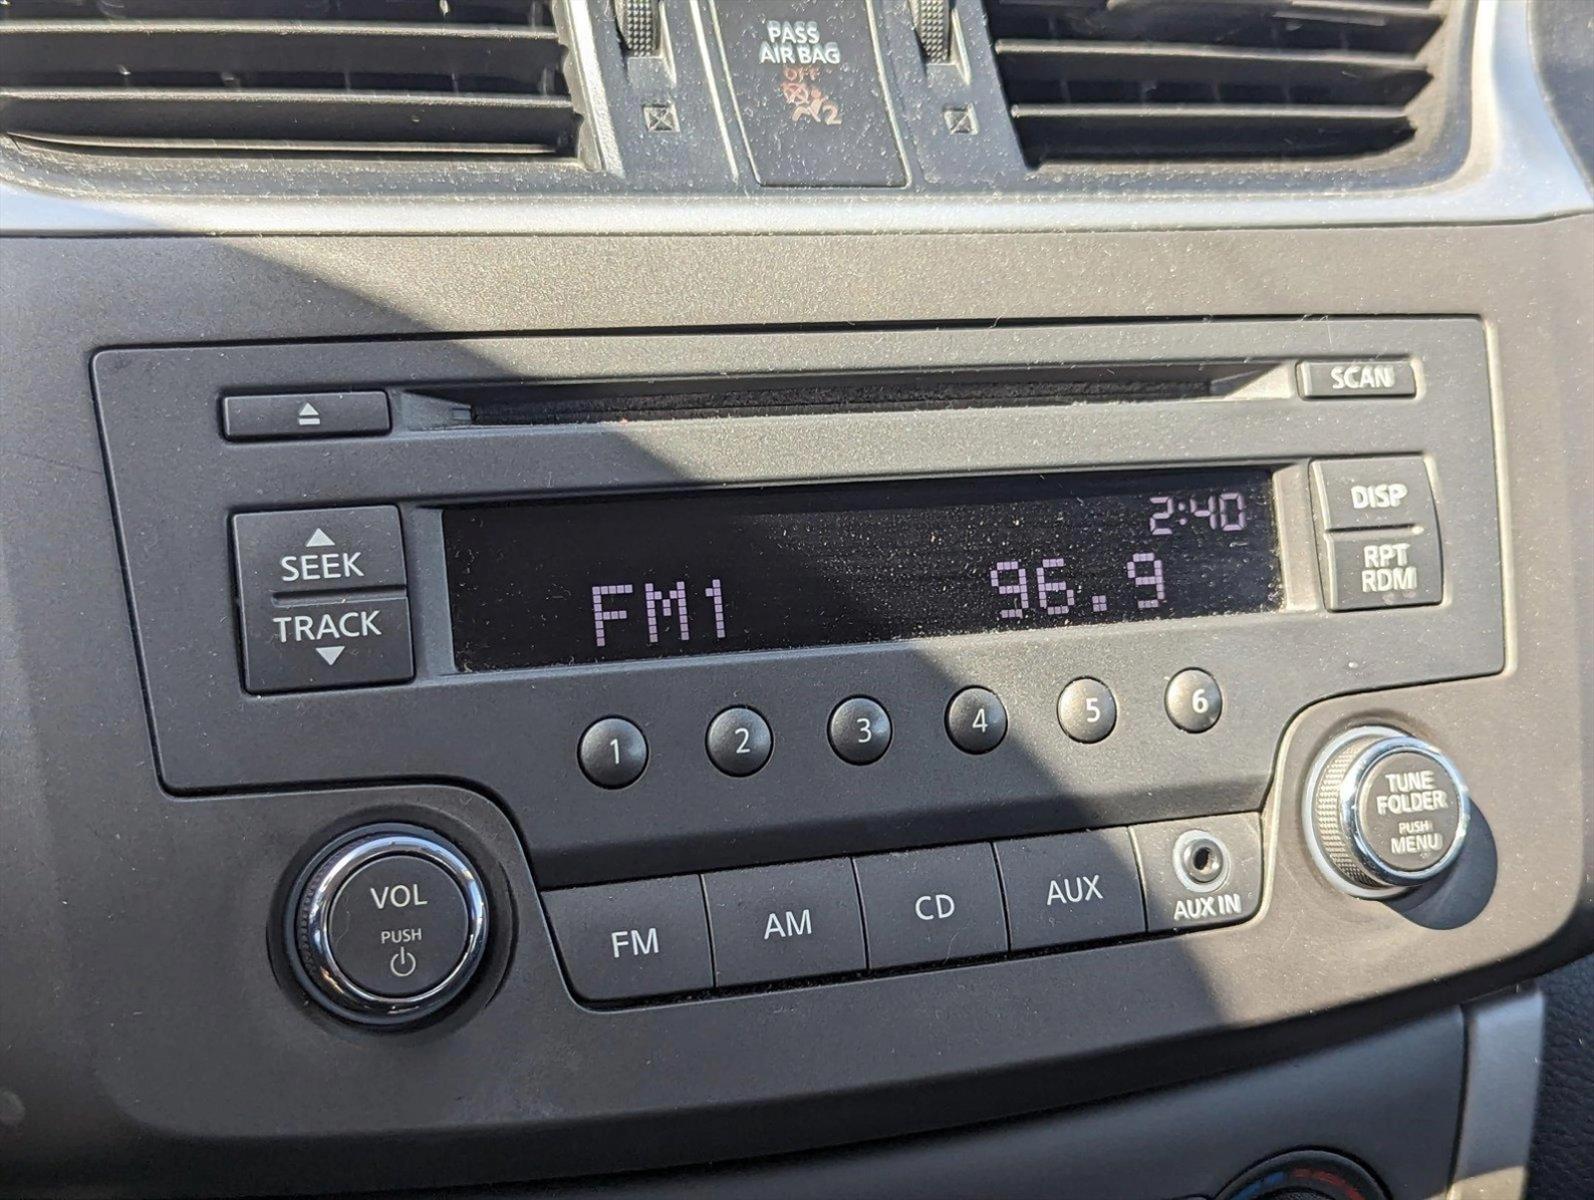 PASS
AIR BAG
OFF
2
SCAN
2:40
DISP
SEEK
TRACK
FM1 96.9
RPT
RDM
1 2 3 4 5 6
TUNE
FOLDER
PUSH
MENU
VOL
PUSH
FM AM CD AUX AUX IN